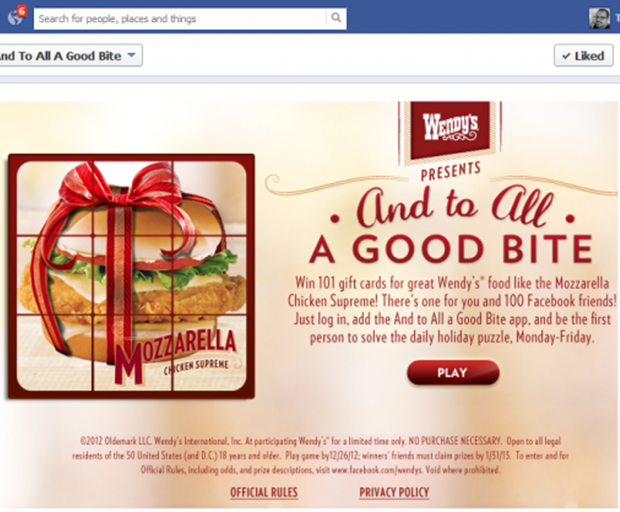 6
Search for people, places and things
nd To All A Good Bite
Liked
Wendy's
PRESENTS
• And to All •
A GOOD BITE
Win 101 gift cards for great Wendy's® food like the Mozzarella
Chicken Supreme! There's one for you and 100 Facebook friends!
Just log in, add the And to All a Good Bite app, and be the first
person to solve the daily holiday puzzle, Monday-Friday.
PLAY
MOZZARELLA
CHICKEN SUPREME
©2012 Oldemark LLC. Wendy's International, Inc. At participating Wendy's® for a limited time only. NO PURCHASE NECESSARY. Open to all legal
residents of the 50 United States (and D.C.) 18 years and older. Play game by12/26/12; winners' friends must claim prizes by 1/31/13. To enter and for
Official Rules, including odds, and prize descriptions, visit www.facebook.com/wendys. Void where prohibited.
OFFICIAL RULES
PRIVACY POLICY